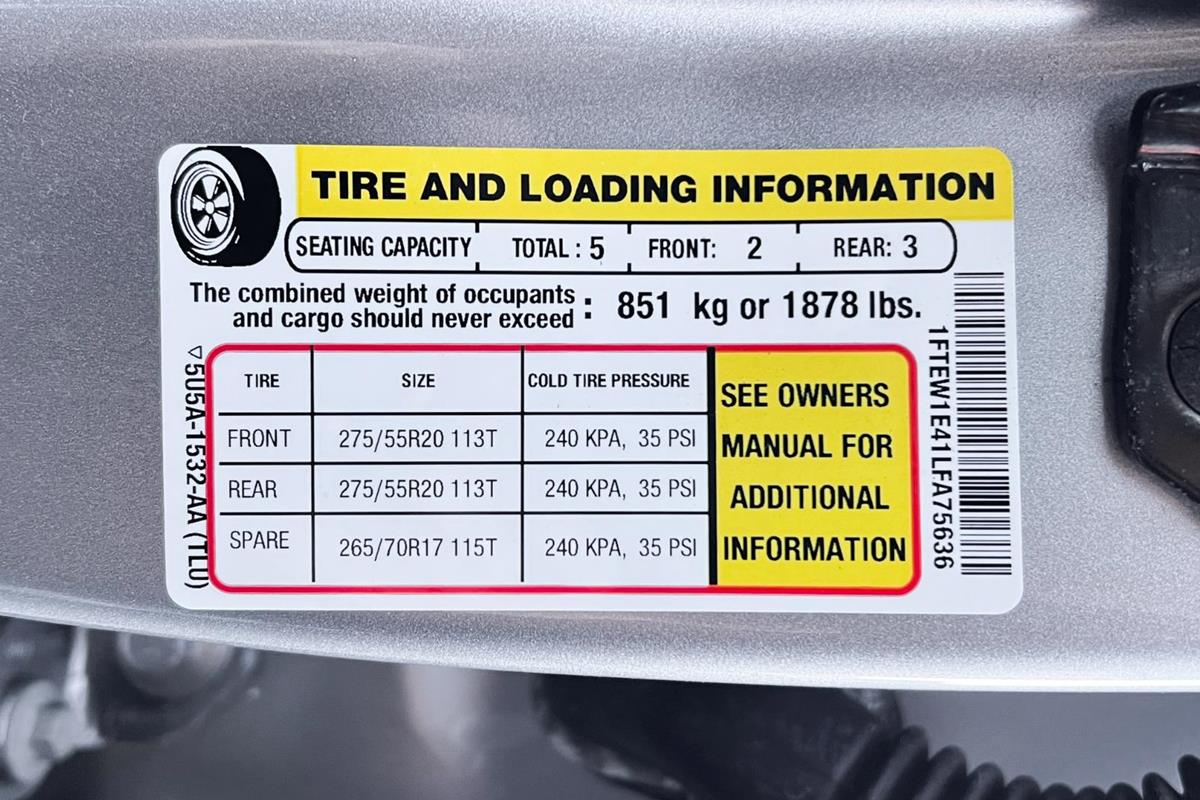 TIRE AND LOADING INFORMATION
SEATING CAPACITY TOTAL : 5 FRONT: 2 REAR: 3
The combined weight of occupants
and cargo should never exceed : 851 kg or 1878 lbs.
TIRE SIZE COLD TIRE PRESSURE
FRONT 275/55R20 113T 240 KPA, 35 PSI
REAR 275/55R20 113T 240 KPA, 35 PSI
SPARE 265/70R17 115T 240 KPA, 35 PSI
SEE OWNERS
MANUAL FOR
ADDITIONAL
INFORMATION
5U5A-1532-AA (TLU)
1FTEW1E41LFA75636